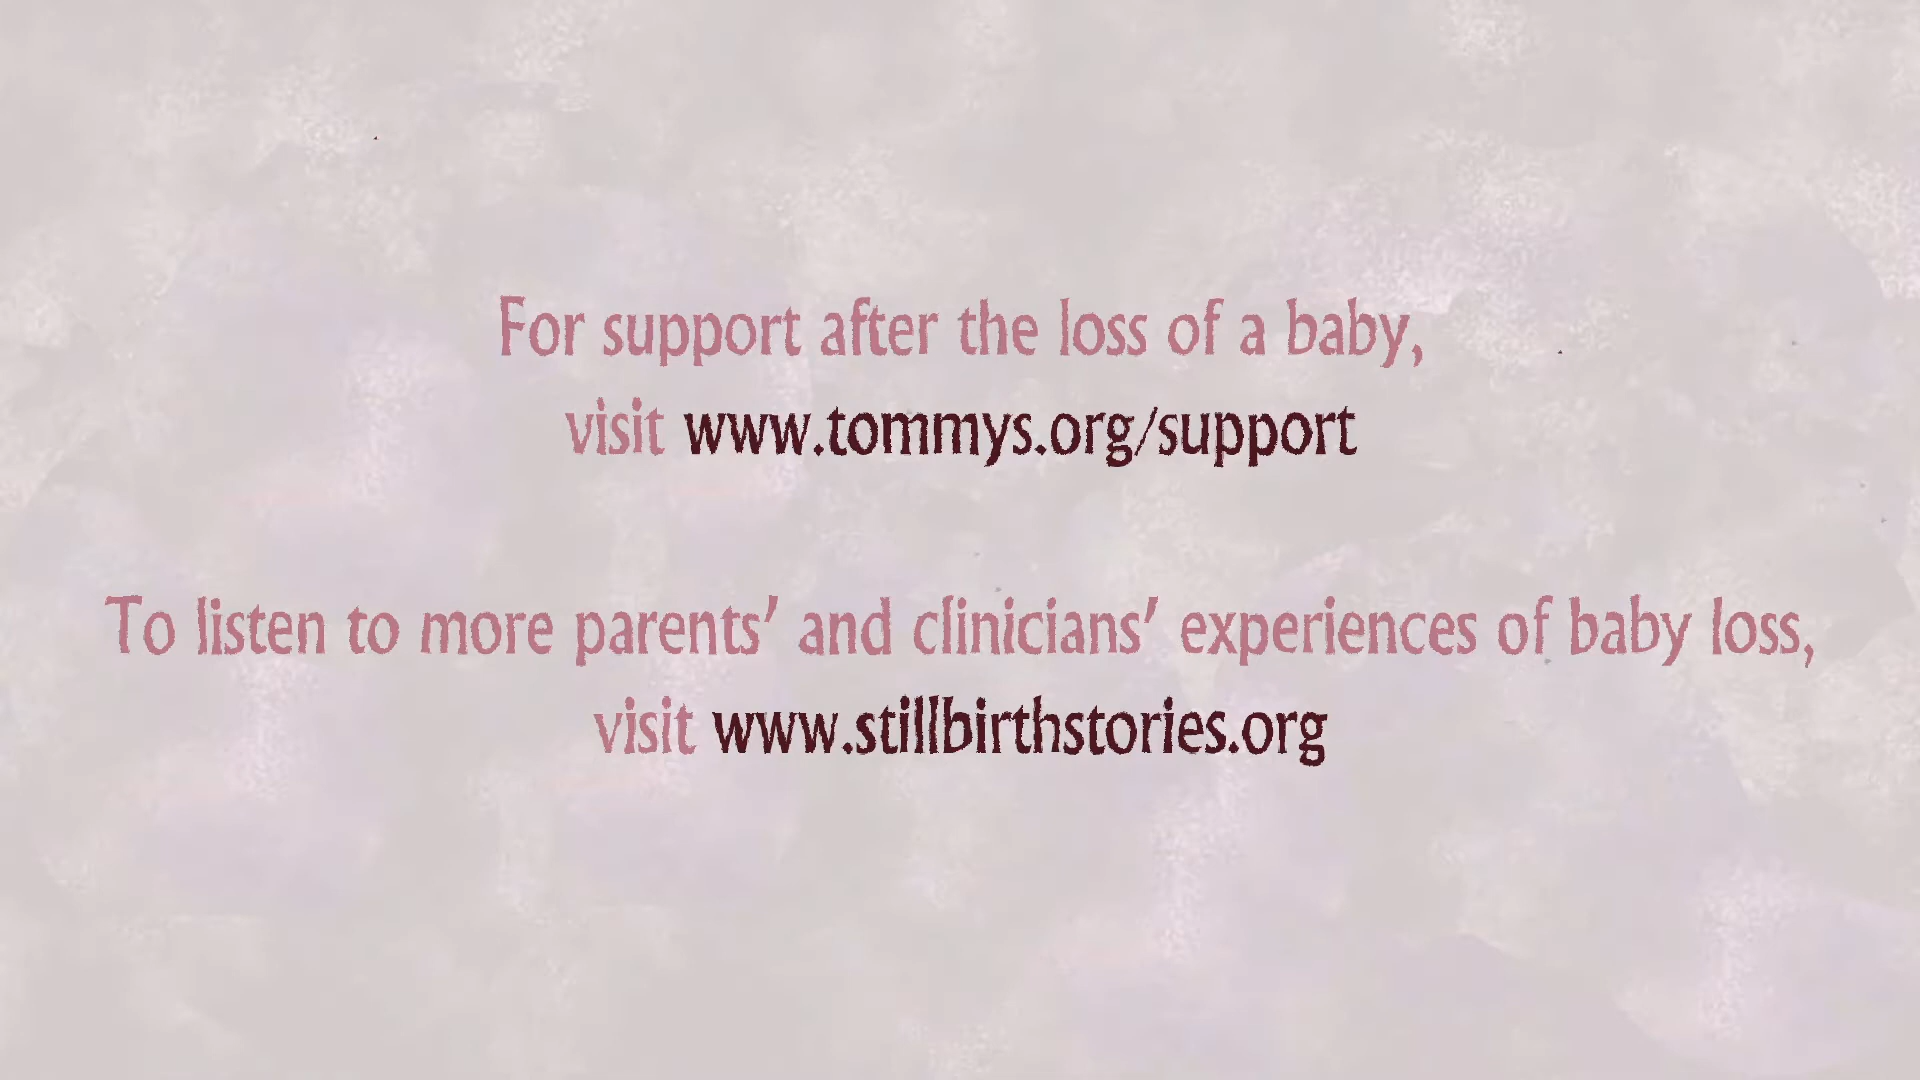 For support after the loss of a baby,
visit www.tommys.org/support
To listen to more parents’ and clinicians’ experiences of baby loss,
visit www.stillbirthstories.org